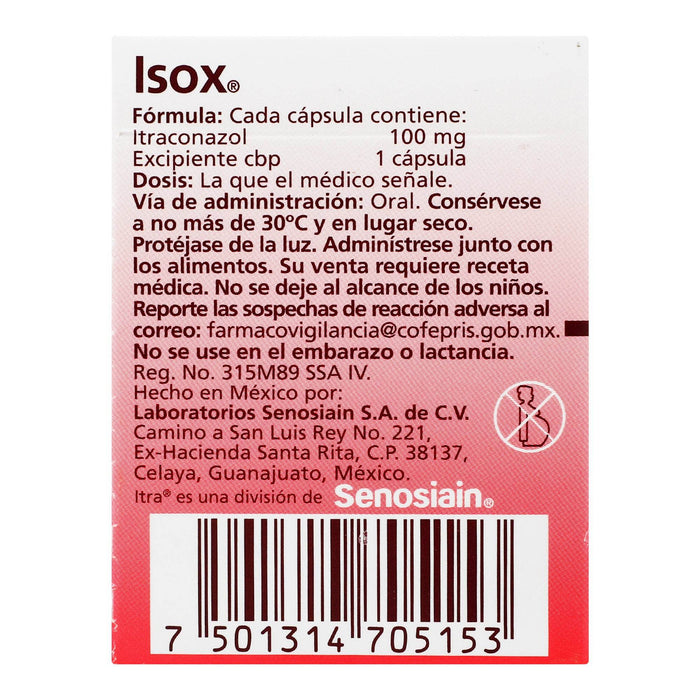 Isox®
Fórmula: Cada cápsula contiene:
Itraconazol 100 mg
Excipiente cbp 1 cápsula
Dosis: La que el médico señale.
Vía de administración: Oral. Consérvese
a no más de 30ºC y en lugar seco.
Protéjase de la luz. Adminístrese junto con
los alimentos. Su venta requiere receta
médica. No se deje al alcance de los niños.
Reporte las sospechas de reacción adversa al
correo: farmacovigilancia@cofepris.gob.mx.
No se use en el embarazo o lactancia.
Reg. No. 315M89 SSA IV.
Hecho en México por:
Laboratorios Senosiain S.A. de C.V.
Camino a San Luis Rey No. 221,
Ex-Hacienda Santa Rita, C.P. 38137,
Celaya, Guanajuato, México.
Itra® es una división de Senosiain®
7 501314 705153